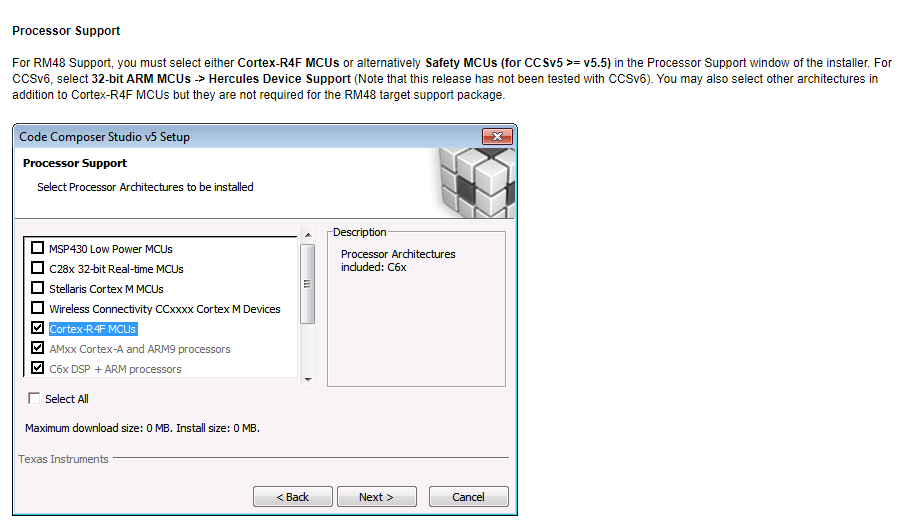 Processor Support
For RM48 Support, you must select either Cortex-R4F MCUs or alternatively Safety MCUs (for CCSv5 >= v5.5) in the Processor Support window of the installer. For
CCSv6, select 32-bit ARM MCUs -> Hercules Device Support (Note that this release has not been tested with CCSv6). You may also select other architectures in
addition to Cortex-R4F MCUs but they are not required for the RM48 target support package.
Code Composer Studio v5 Setup
Processor Support
Select Processor Architectures to be installed
MSP430 Low Power MCUs
C28x 32-bit Real-time MCUs
Stellaris Cortex M MCUs
Wireless Connectivity CCxxxx Cortex M Devices
Cortex-R4F MCUs
AMxx Cortex-A and ARM9 processors
C6x DSP + ARM processors
Description
Processor Architectures
included: C6x
Select All
Maximum download size: 0 MB. Install size: 0 MB.
Texas Instruments
< Back
Next >
Cancel